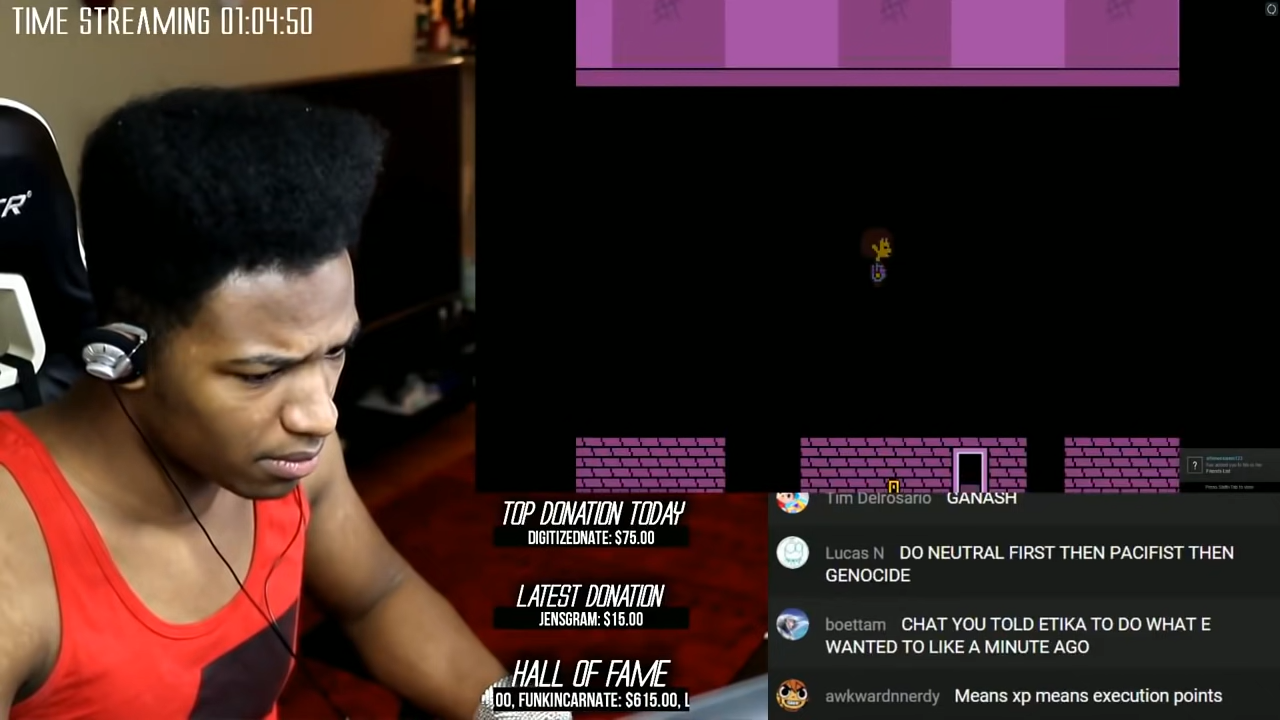 TIME STREAMING 01:04:50
TOP DONATION TODAY
DIGITIZEDNATE: $75.00
LATEST DONATION
JENSGRAM: $15.00
HALL OF FAME
00, FUNKINCARNATE: $615.00, L
Tim Delrosario GANASH
Lucas N DO NEUTRAL FIRST THEN PACIFIST THEN
GENOCIDE
boettam CHAT YOU TOLD ETIKA TO DO WHAT E
WANTED TO LIKE A MINUTE AGO
awkwardnnerdy Means xp means execution points